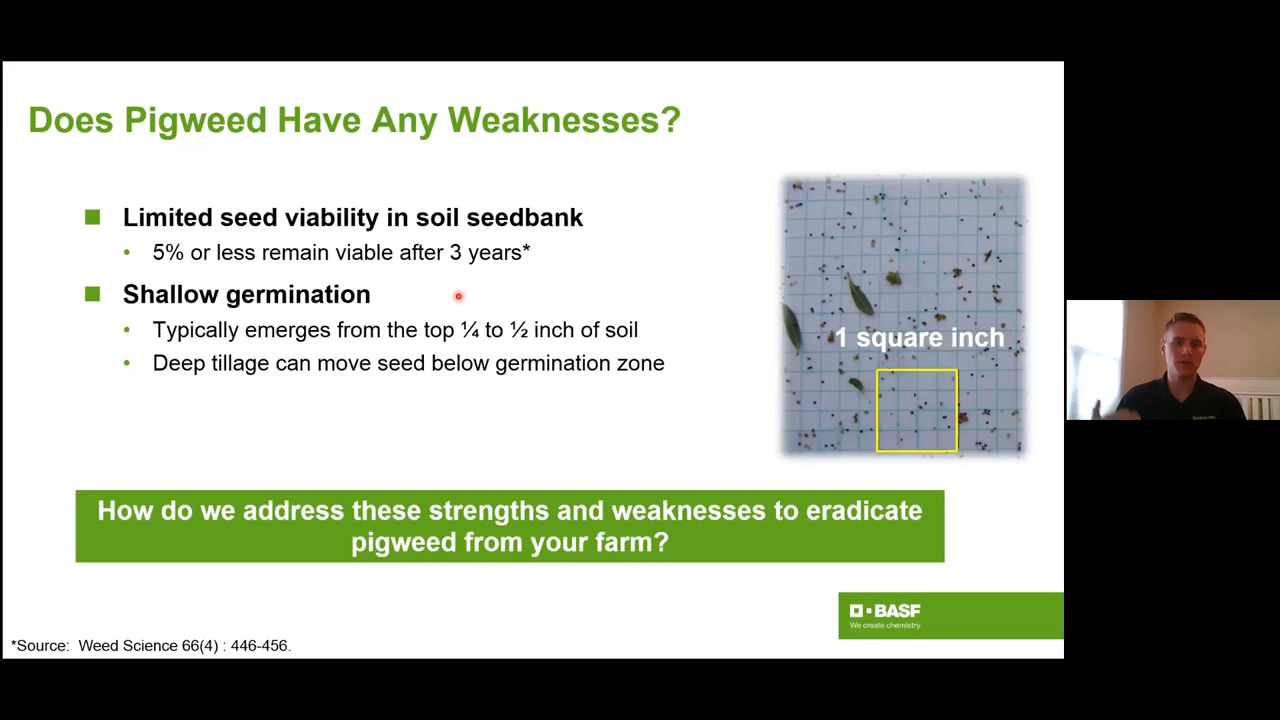 Does Pigweed Have Any Weaknesses?
Limited seed viability in soil seedbank
5% or less remain viable after 3 years*
Shallow germination
Typically emerges from the top ¼ to ½ inch of soil
Deep tillage can move seed below germination zone
1 square inch
How do we address these strengths and weaknesses to eradicate
pigweed from your farm?
BASF
We create chemistry
*Source: Weed Science 66(4) : 446-456.